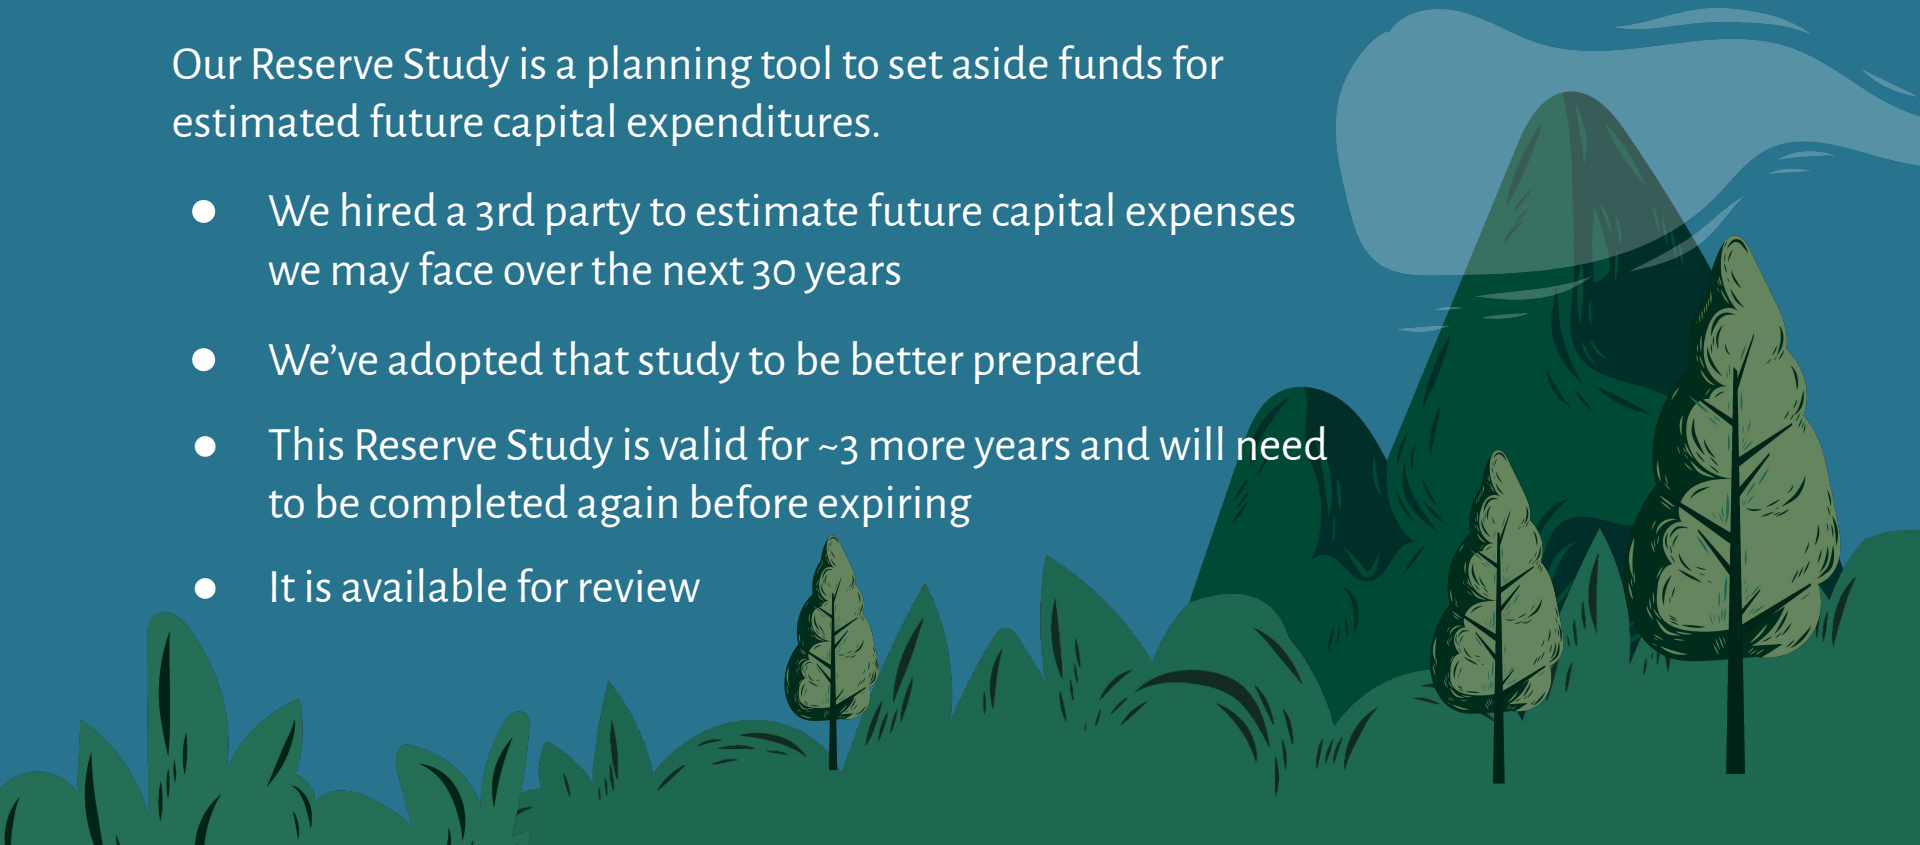 Our Reserve Study is a planning tool to set aside funds for
estimated future capital expenditures.
● We hired a 3rd party to estimate future capital expenses
we may face over the next 30 years
● We’ve adopted that study to be better prepared
● This Reserve Study is valid for ~3 more years and will need
to be completed again before expiring
● It is available for review